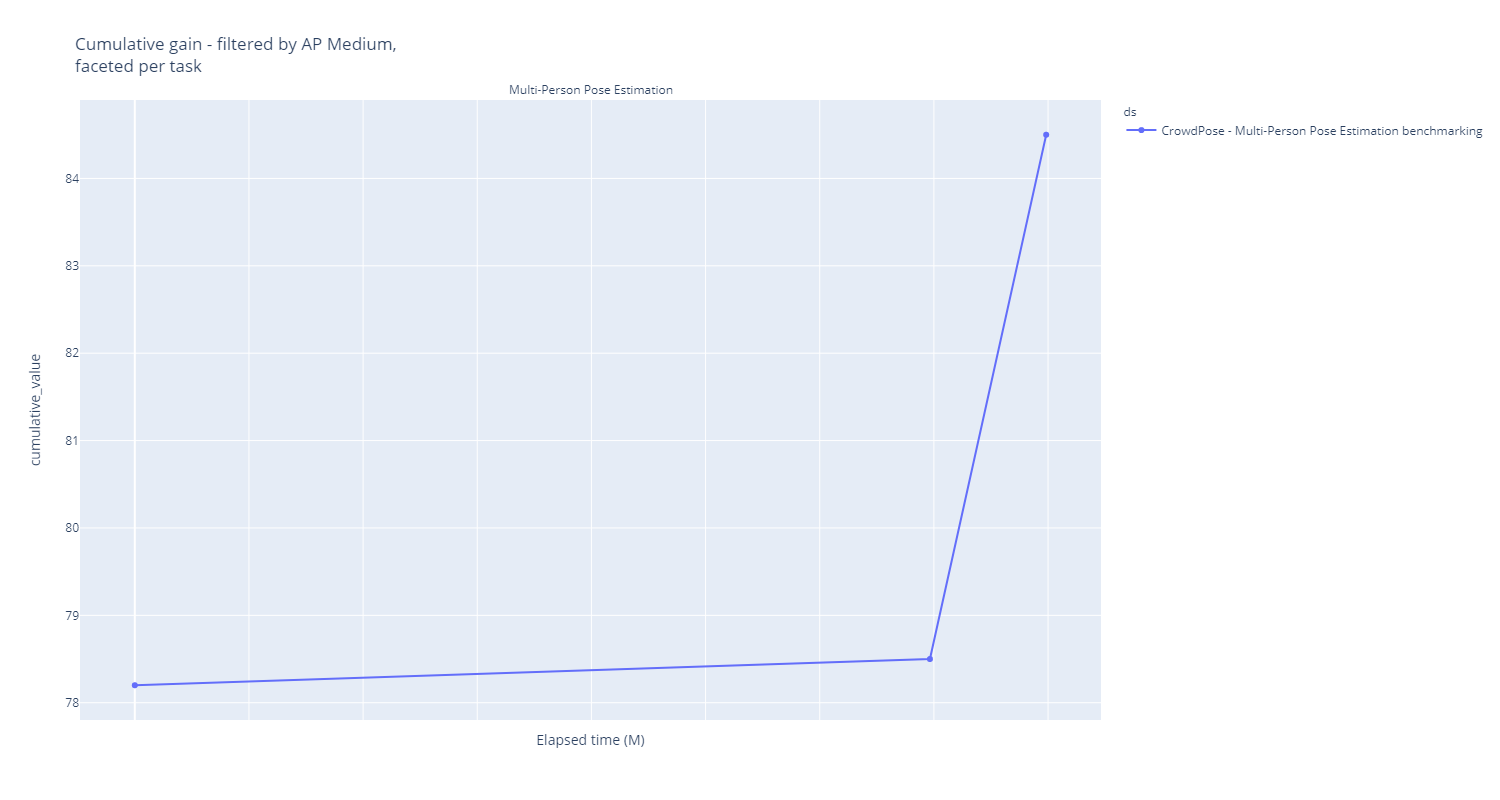 Cumulative gain - filtered by AP Medium,
faceted per task
Multi-Person Pose Estimation
ds
CrowdPose - Multi-Person Pose Estimation benchmarking
84
83
82
81
80
79
78
cumulative_value
Elapsed time (M)